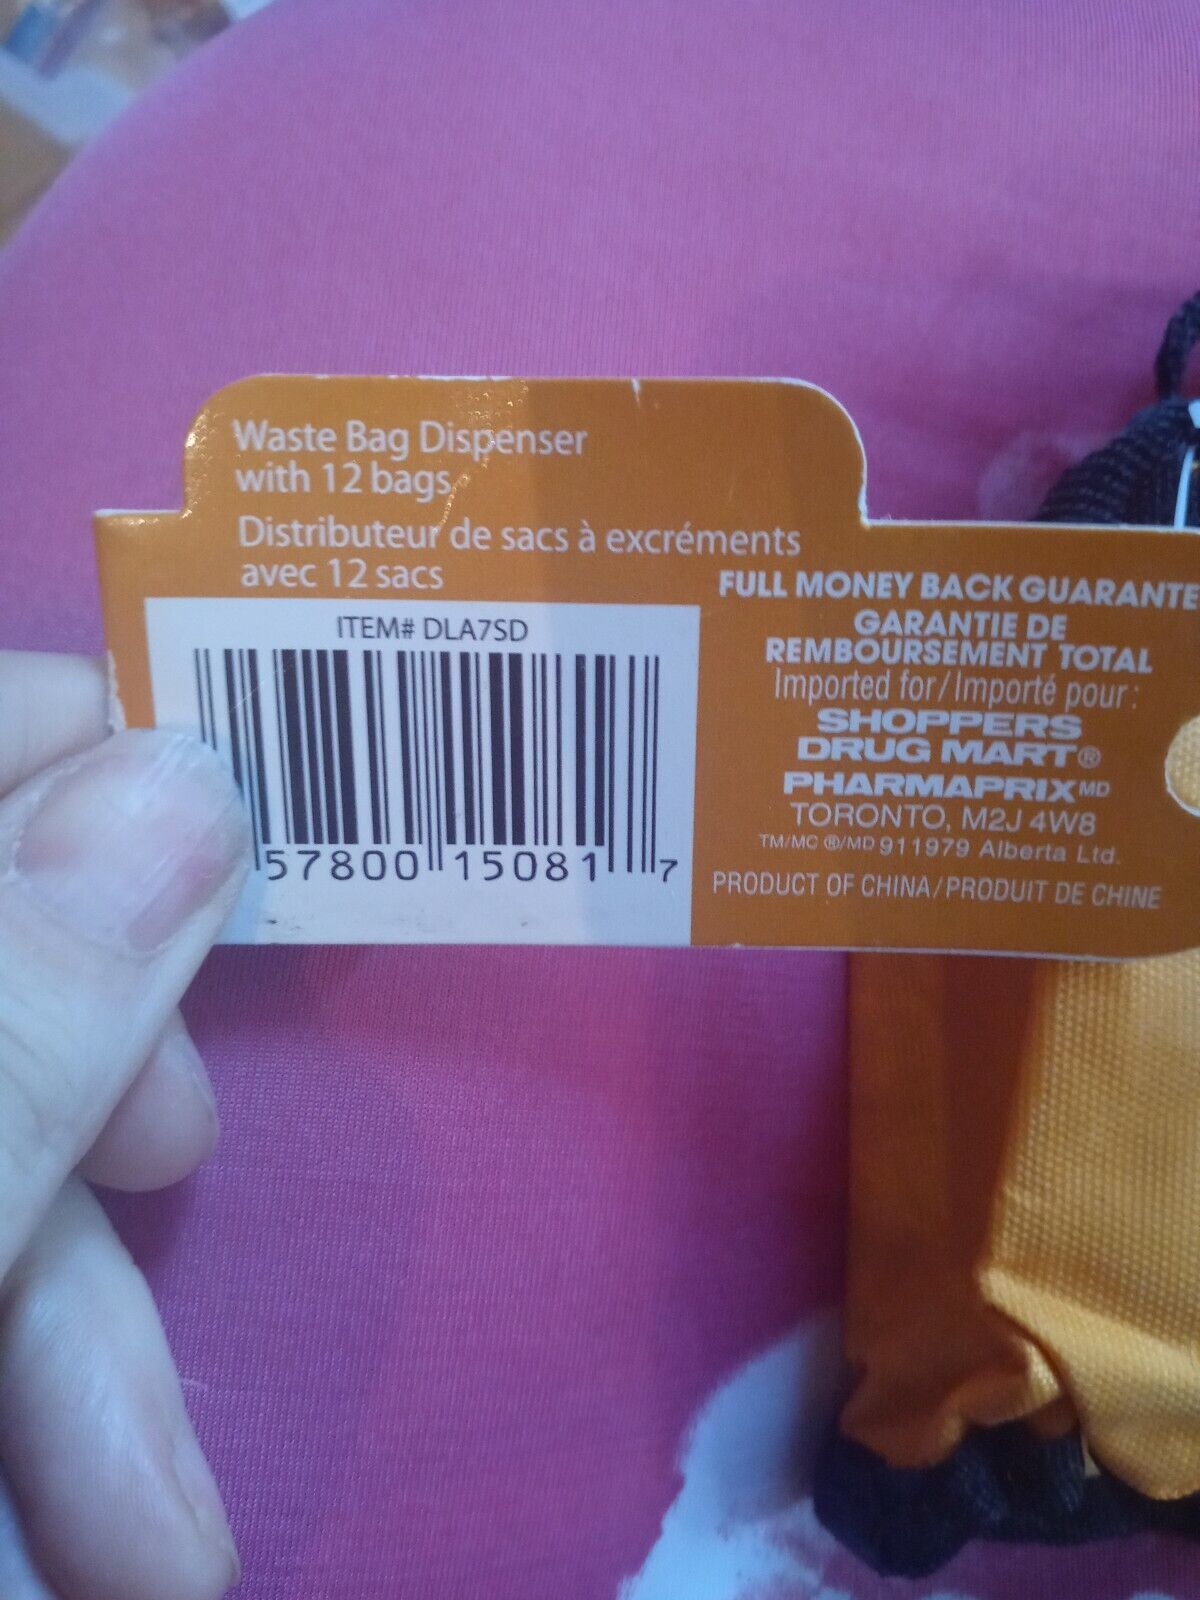 Waste Bag Dispenser
with 12 bags
Distributeur de sacs à excréments
avec 12 sacs
ITEM# DLA7SD
57800 15081 7
FULL MONEY BACK GUARANTE
GARANTIE DE
REMBOURSEMENT TOTAL
Imported for/Importé pour:
SHOPPERS
DRUG MART®
PHARMAPRIX MD
TORONTO, M2J 4W8
TM/MC ®/MD 911979 Alberta Ltd.
PRODUCT OF CHINA/PRODUIT DE CHINE